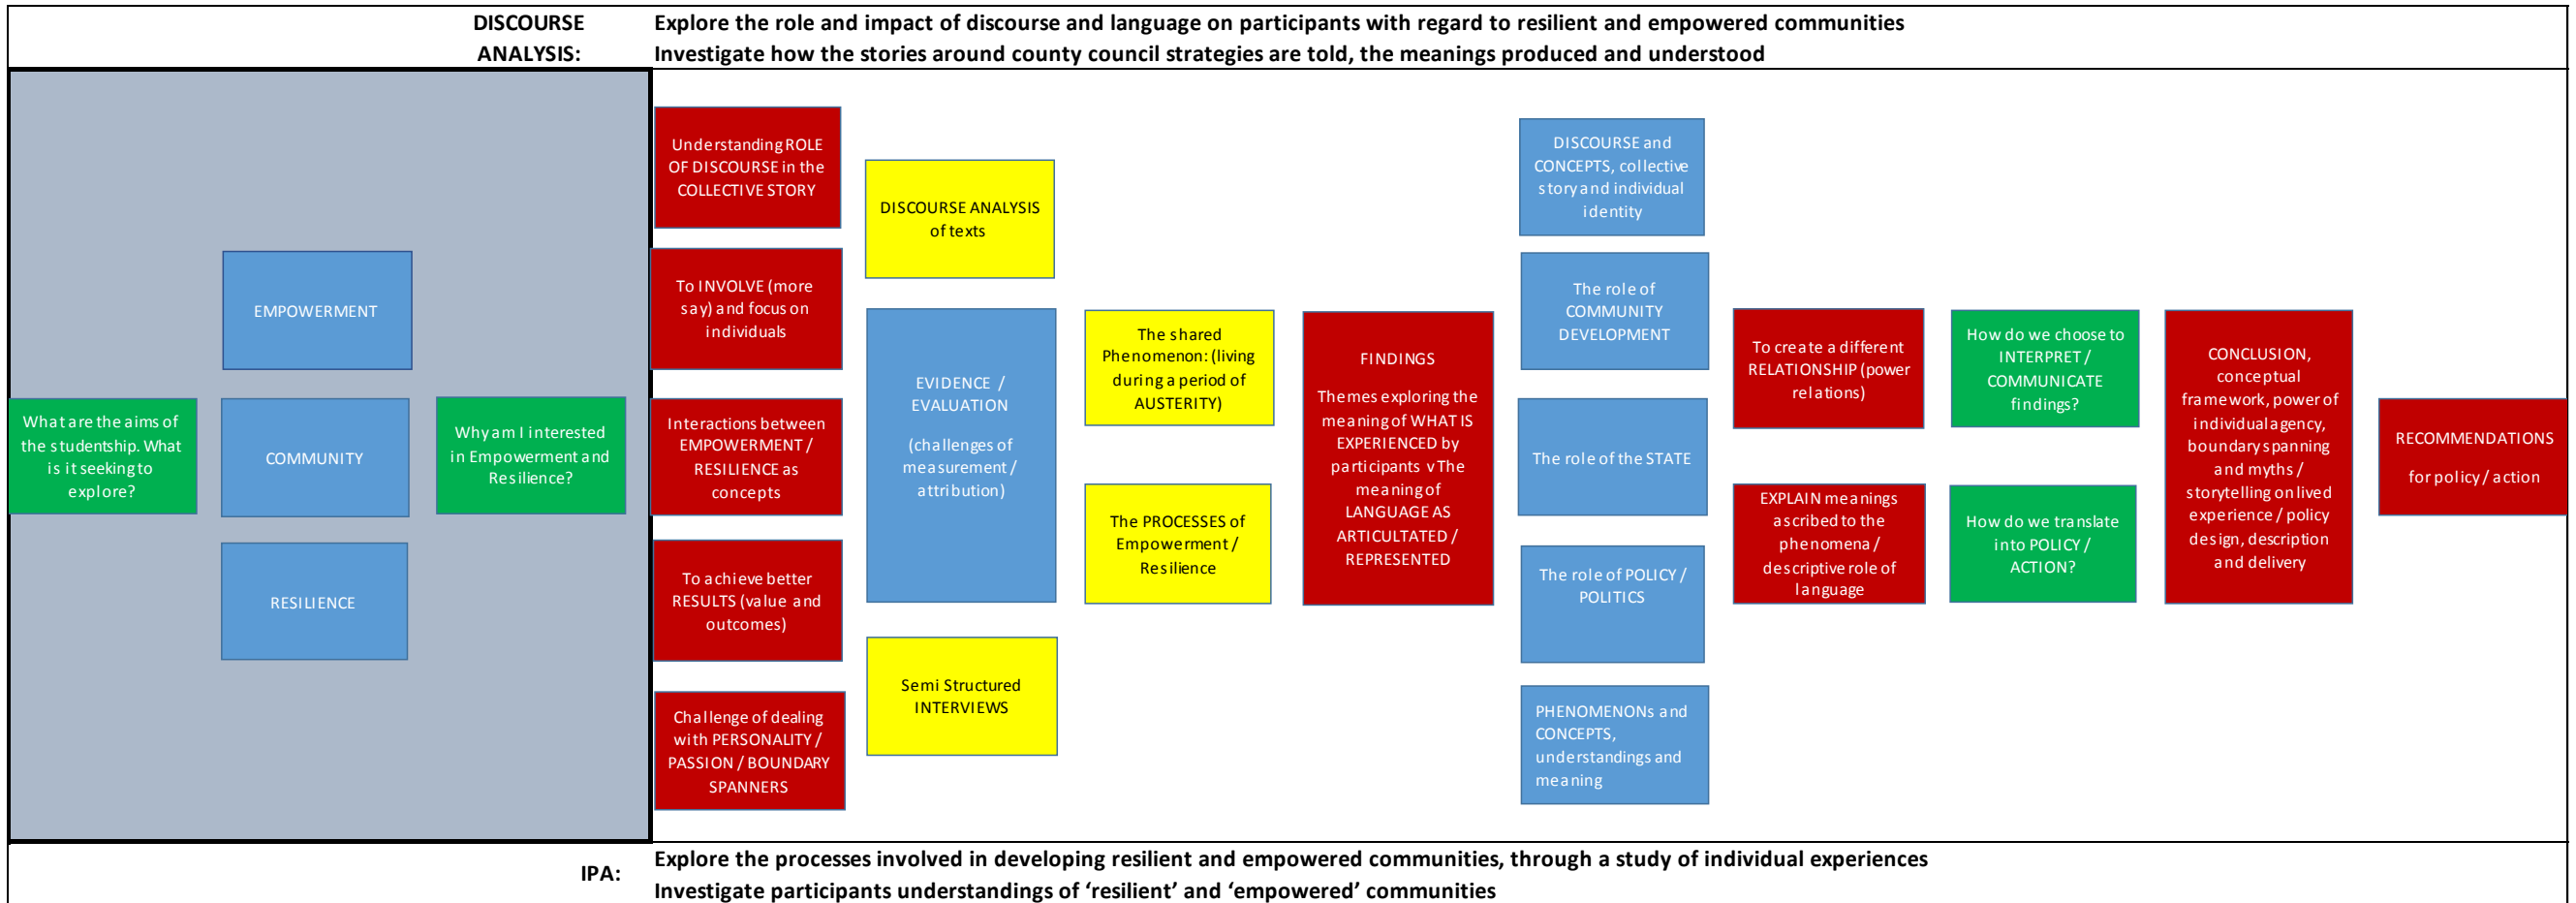 DISCOURSE
ANALYSIS:
Explore the role and impact of discourse and language on participants with regard to resilient and empowered communities
Investigate how the stories around county council strategies are told, the meanings produced and understood
What are the aims of
the studentship. What
is it seeking to
explore?
EMPOWERMENT
COMMUNITY
RESILIENCE
Why am I interested
in Empowerment and
Resilience?
Understanding ROLE
OF DISCOURSE in the
COLLECTIVE STORY
To INVOLVE (more
say) and focus on
individuals
Interactions between
EMPOWERMENT /
RESILIENCE as
concepts
To achieve better
RESULTS (value and
outcomes)
Challenge of dealing
with PERSONALITY /
PASSION / BOUNDARY
SPANNERS
DISCOURSE ANALYSIS
of texts
EVIDENCE /
EVALUATION
(challenges of
measurement /
attribution)
Semi Structured
INTERVIEWS
The shared
Phenomenon: (living
during a period of
AUSTERITY)
The PROCESSES of
Empowerment /
Resilience
FINDINGS
Themes exploring the
meaning of WHAT IS
EXPERIENCED by
participants v The
meaning of
LANGUAGE AS
ARTICULTATED /
REPRESENTED
DISCOURSE and
CONCEPTS, collective
story and individual
identity
The role of
COMMUNITY
DEVELOPMENT
The role of the STATE
The role of POLICY /
POLITICS
PHENOMENONs and
CONCEPTS,
understandings and
meaning
To create a different
RELATIONSHIP (power
relations)
EXPLAIN meanings
ascribed to the
phenomena /
descriptive role of
language
How do we choose to
INTERPRET /
COMMUNICATE
findings?
How do we translate
into POLICY /
ACTION?
CONCLUSION,
conceptual
framework, power of
individual agency,
boundary spanning
and myths /
storytelling on lived
experience / policy
design, description
and delivery
RECOMMENDATIONS
for policy / action
IPA:
Explore the processes involved in developing resilient and empowered communities, through a study of individual experiences
Investigate participants understandings of ‘resilient’ and ‘empowered’ communities